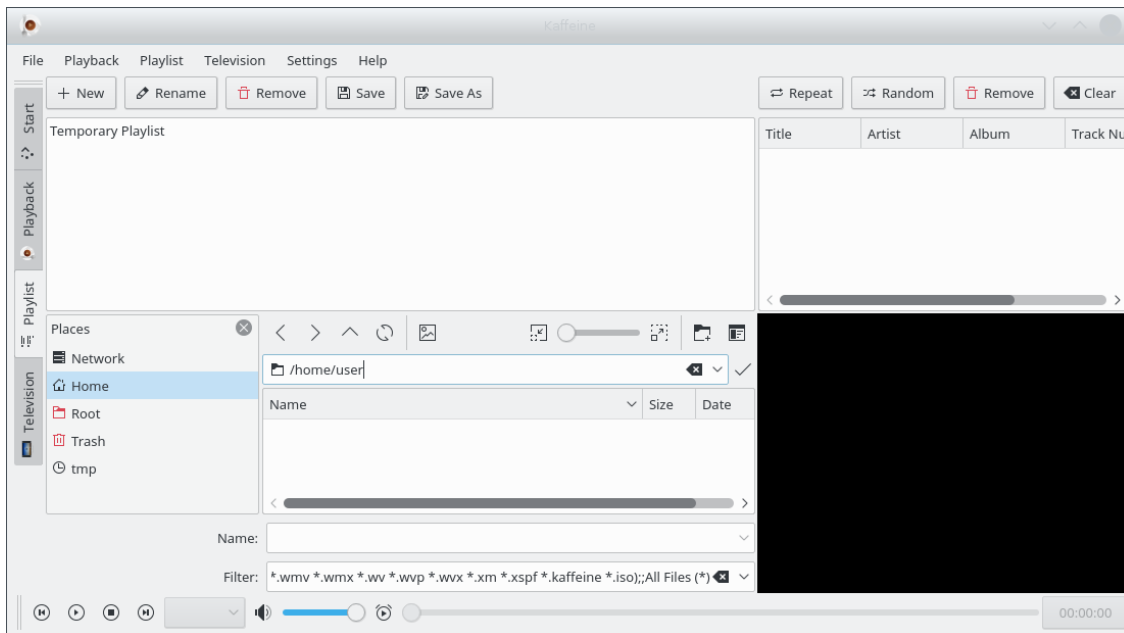 Kaffeine
File Playback Playlist Television Settings Help
New Rename Remove Save Save As Repeat Random Remove Clear
Start
Playback
Playlist
Television
Temporary Playlist
Title Artist Album Track Nu
Places
Network
Home
Root
Trash
tmp
/home/user
Name Size Date
Name:
Filter: *.wmv *.wmx *.wv *.wvp *.wvx *.xm *.xspf *.kaffeine *.iso);;All Files (*)
00:00:00